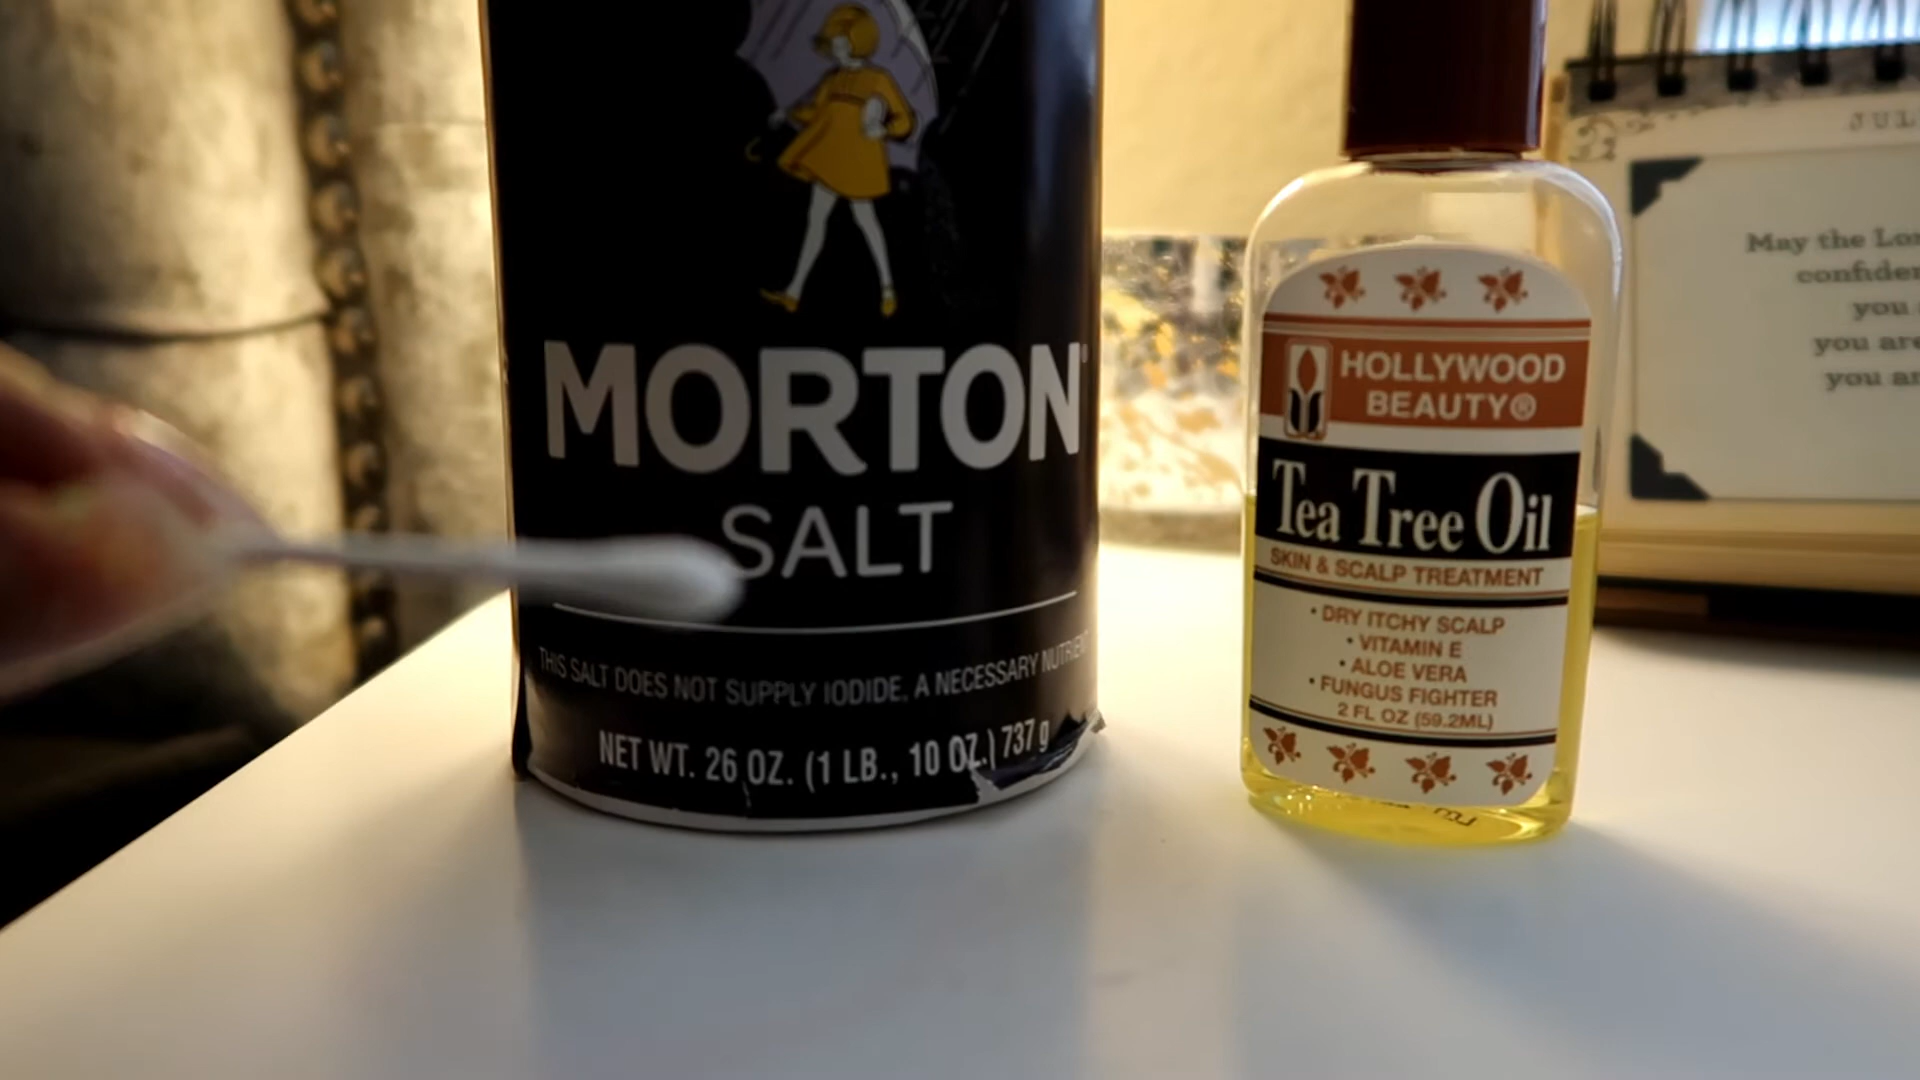 MORTON®
SALT
THIS SALT DOES NOT SUPPLY IODIDE, A NECESSARY NUTRIENT
NET WT. 26 OZ. (1 LB., 10 OZ.) 737 g
HOLLYWOOD
BEAUTY®
Tea Tree Oil
SKIN & SCALP TREATMENT
• DRY ITCHY SCALP
• VITAMIN E
• ALOE VERA
• FUNGUS FIGHTER
2 FL OZ (59.2ML)
JUL
May the Lor
confiden
you
you are
you ar